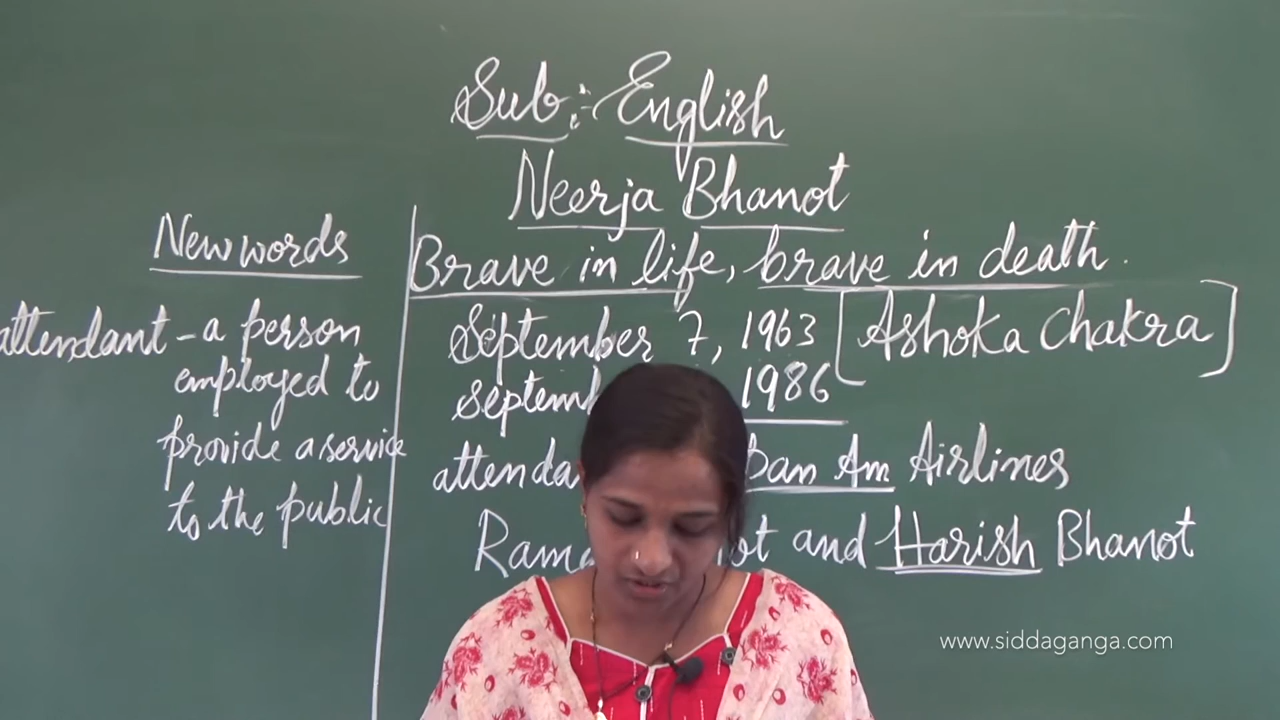 Sub:- English
Neerja Bhanot
New words
attendant - a person
employed to
provide a service
to the public
Brave in life, brave in death.
September 7, 1963 [Ashoka Chakra]
1986
Am Airlines
and Harish Bhanot
www.siddaganga.com